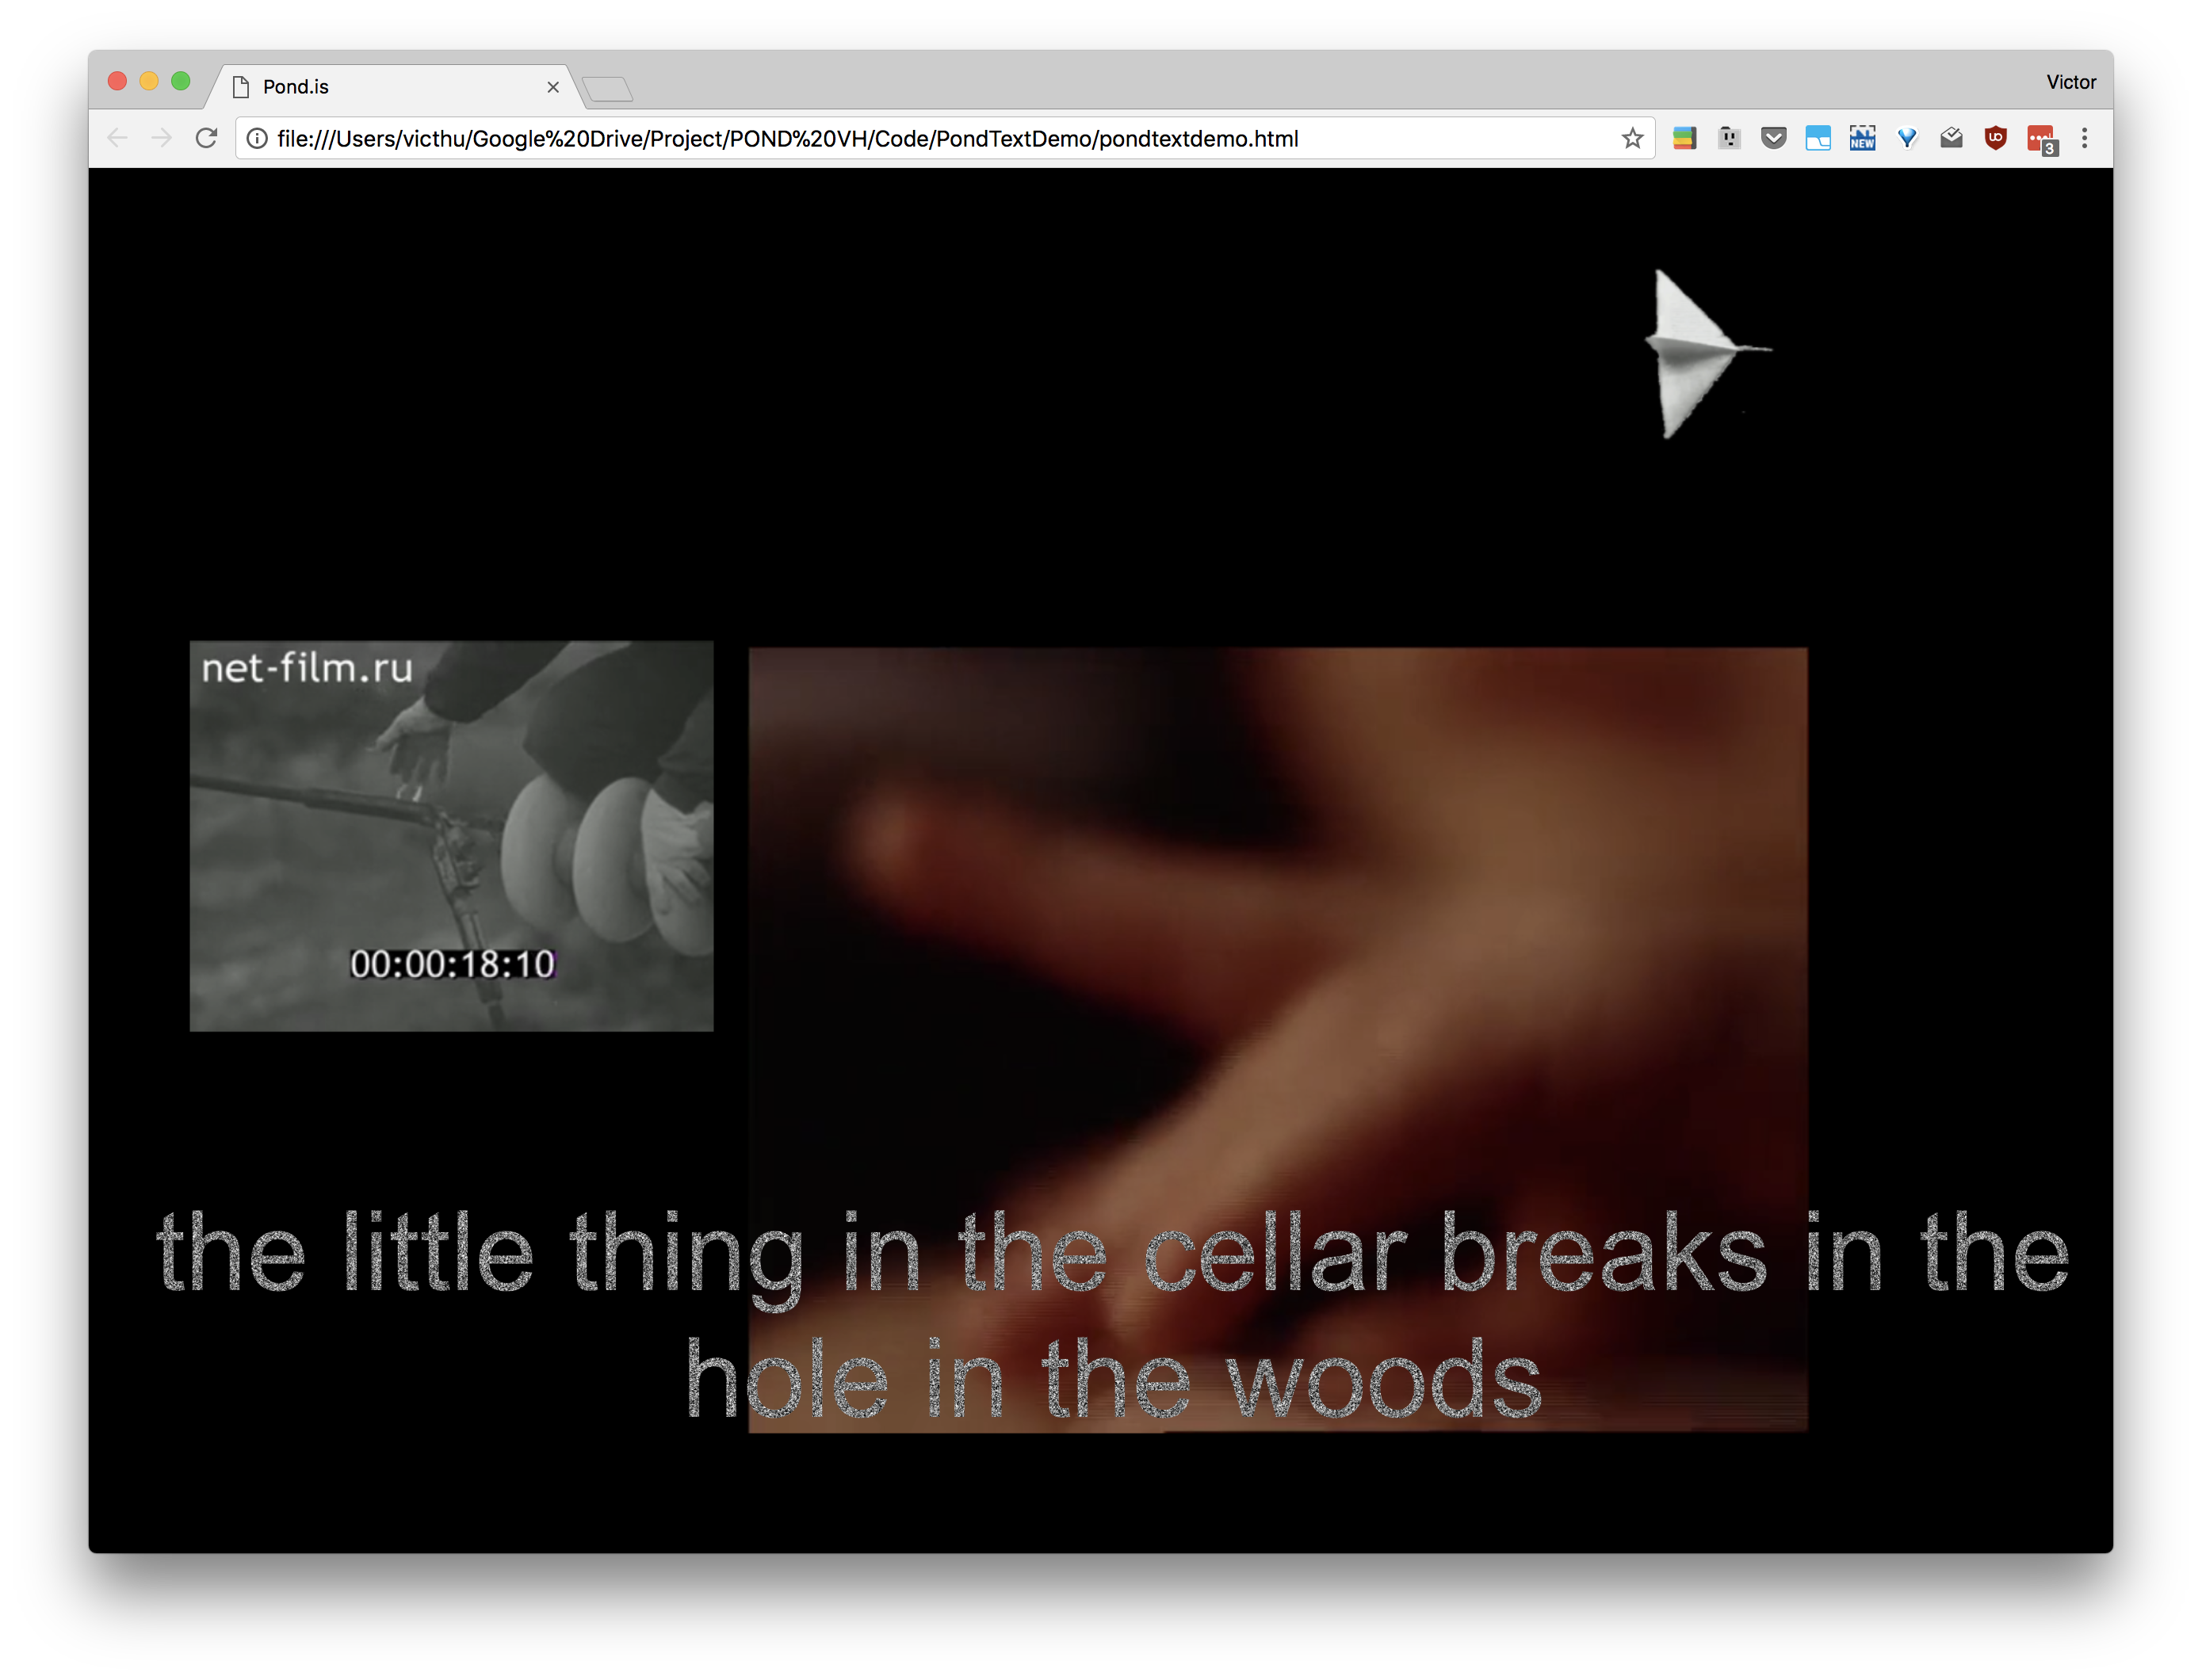 Pond.is
Victor
file:///Users/victhu/Google%20Drive/Project/POND%20VH/Code/PondTextDemo/pondtextdemo.html
NEW
3
net-film.ru
00:00:18:10
the little thing in the cellar breaks in the
hole in the woods